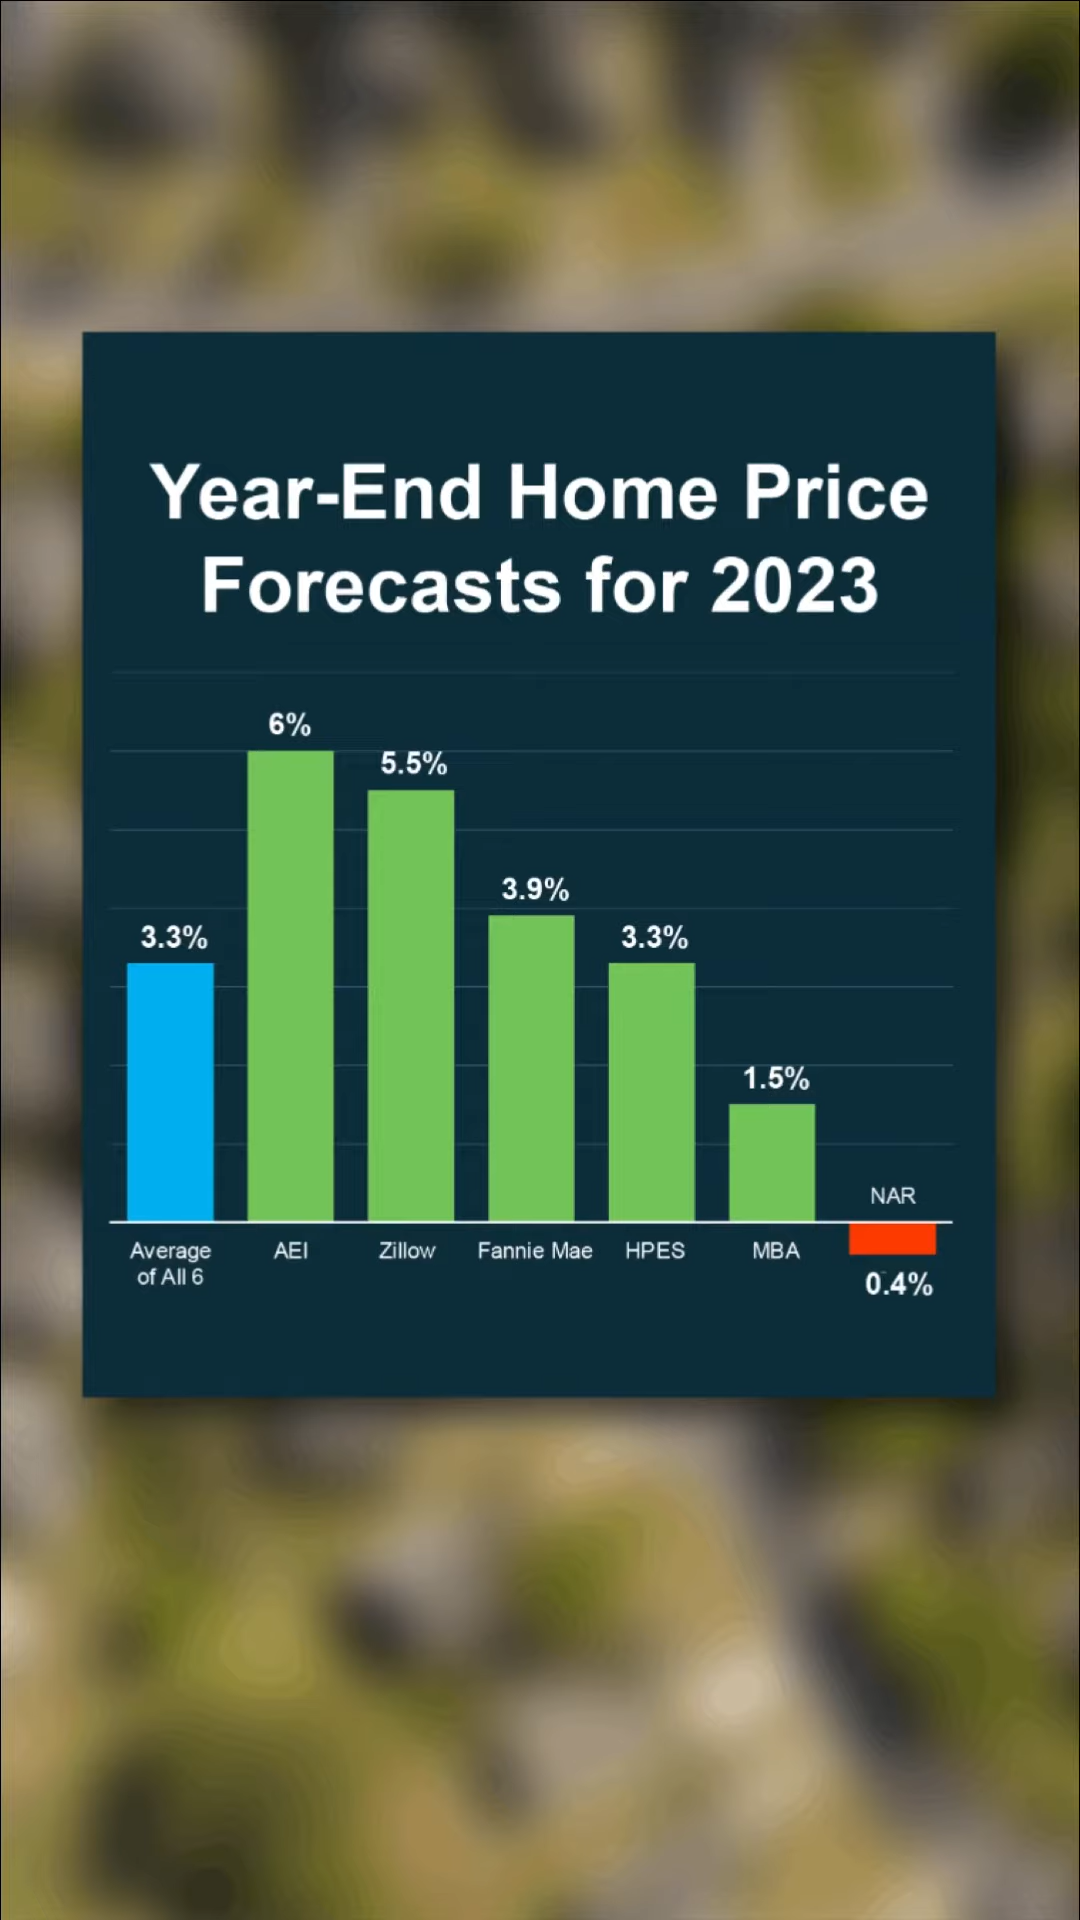 Year-End Home Price
Forecasts for 2023
6%
5.5%
3.9%
3.3%
3.3%
1.5%
NAR
Average
of All 6
AEI
Zillow
Fannie Mae
HPES
MBA
0.4%